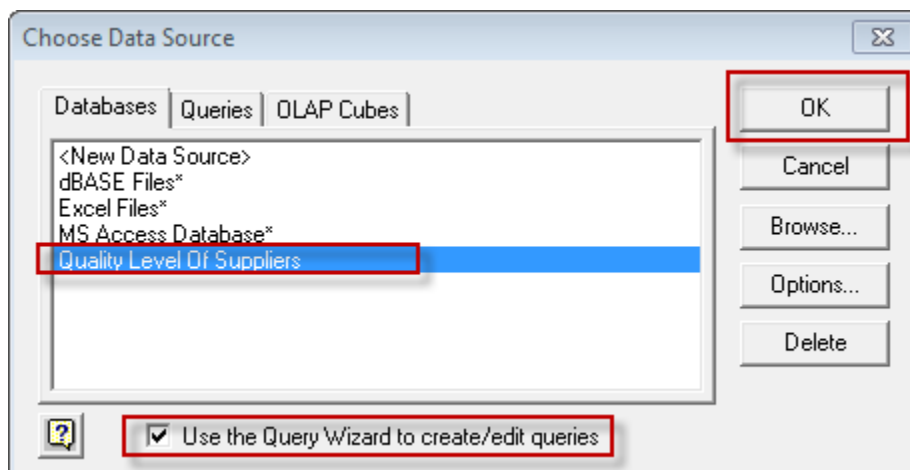 Choose Data Source
Databases Queries OLAP Cubes
<New Data Source>
dBASE Files*
Excel Files*
MS Access Database*
Quality Level Of Suppliers
OK
Cancel
Browse...
Options...
Delete
? Use the Query Wizard to create/edit queries